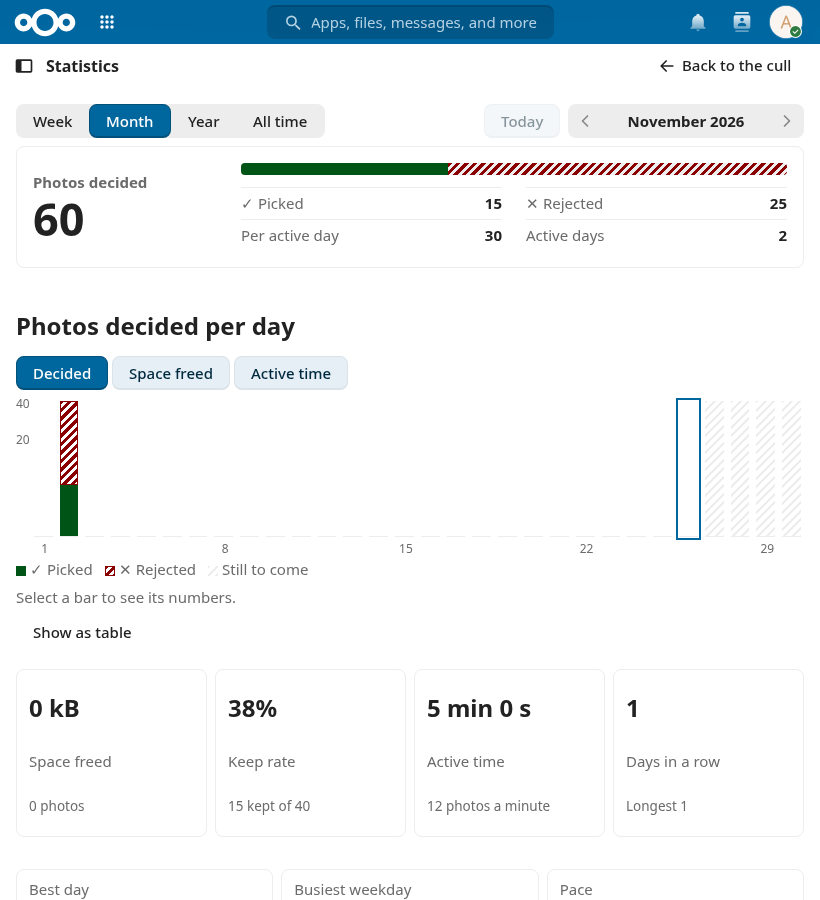 Apps, files, messages, and more
A
Statistics
Back to the cull
Week Month Year All time
Today
November 2026
Photos decided
60
✓ Picked 15
✕ Rejected 25
Per active day 30
Active days 2
Photos decided per day
Decided Space freed Active time
40
20
1 8 15 22 29
✓ Picked ✕ Rejected Still to come
Select a bar to see its numbers.
Show as table
0 kB
Space freed
0 photos
38%
Keep rate
15 kept of 40
5 min 0 s
Active time
12 photos a minute
1
Days in a row
Longest 1
Best day
Busiest weekday
Pace